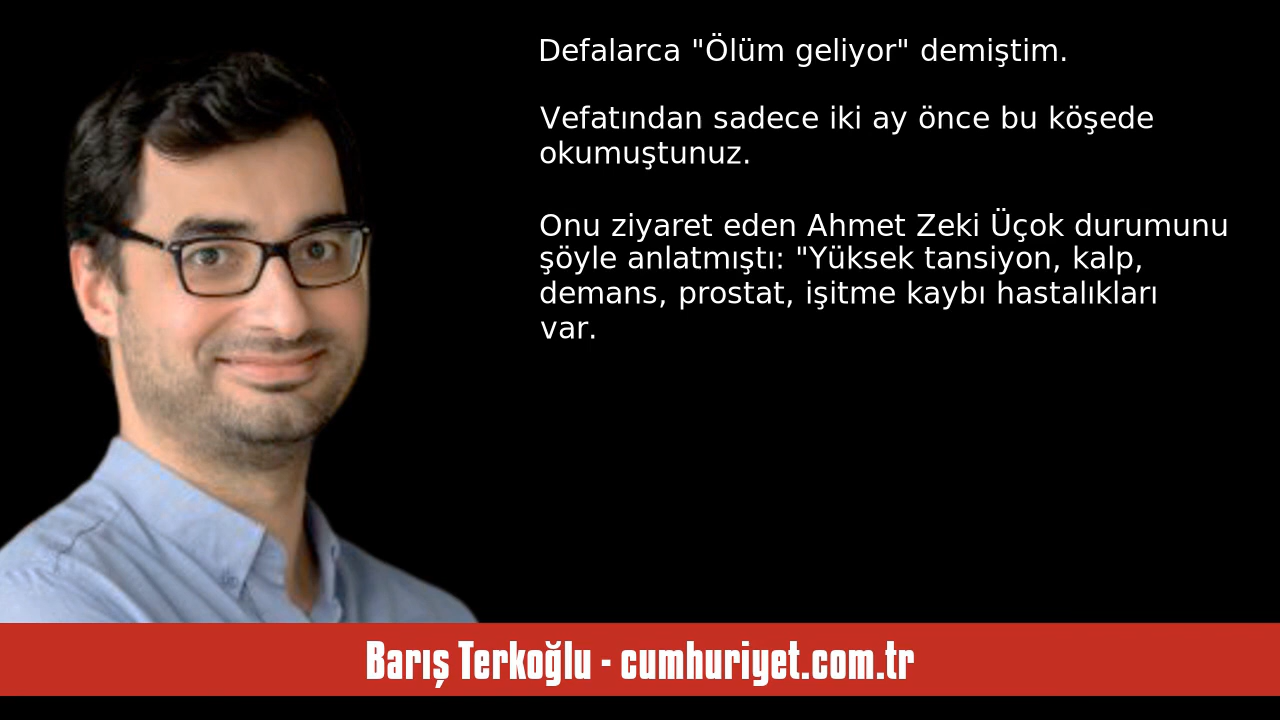 Defalarca "Ölüm geliyor" demiştim.
Vefatından sadece iki ay önce bu köşede
okumuştunuz.
Onu ziyaret eden Ahmet Zeki Üçok durumunu
şöyle anlatmıştı: "Yüksek tansiyon, kalp,
demans, prostat, işitme kaybı hastalıkları
var.
Barış Terkoğlu - cumhuriyet.com.tr